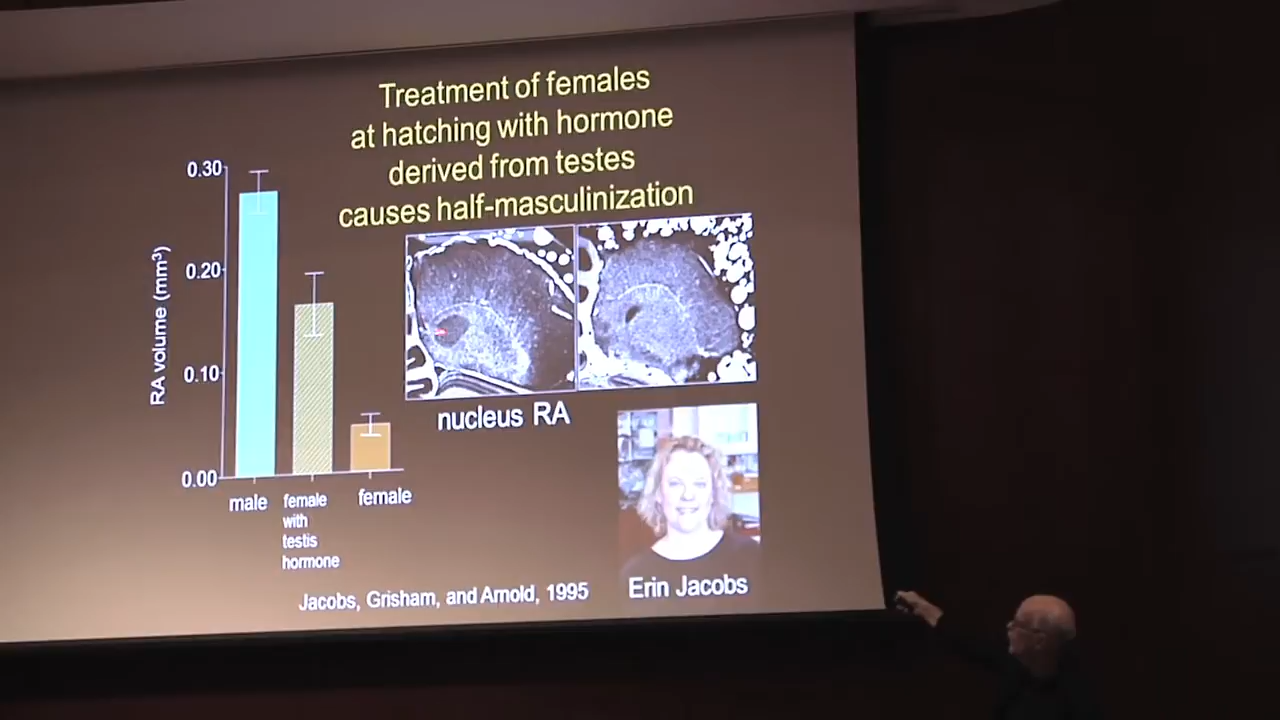 Treatment of females
at hatching with hormone
derived from testes
causes half-masculinization
0.30
0.20
0.10
0.00
RA volume (mm³)
male
female
with
testis
hormone
female
nucleus RA
Erin Jacobs
Jacobs, Grisham, and Arnold, 1995